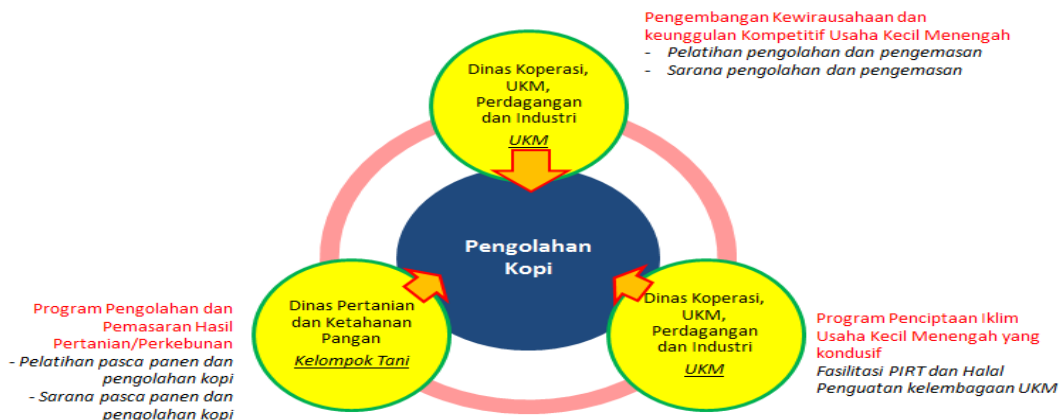 Pengembangan Kewirausahaan dan
keunggulan Kompetitif Usaha Kecil Menengah
- Pelatihan pengolahan dan pengemasan
- Sarana pengolahan dan pengemasan
Dinas Koperasi,
UKM,
Perdagangan
dan Industri
UKM
Pengolahan
Kopi
Program Pengolahan dan
Pemasaran Hasil
Pertanian/Perkebunan
- Pelatihan pasca panen dan
pengolahan kopi
- Sarana pasca panen dan
pengolahan kopi
Dinas Pertanian
dan Ketahanan
Pangan
Kelompok Tani
Dinas Koperasi,
UKM,
Perdagangan
dan Industri
UKM
Program Penciptaan Iklim
Usaha Kecil Menengah yang
kondusif
Fasilitasi PIRT dan Halal
Penguatan kelembagaan UKM